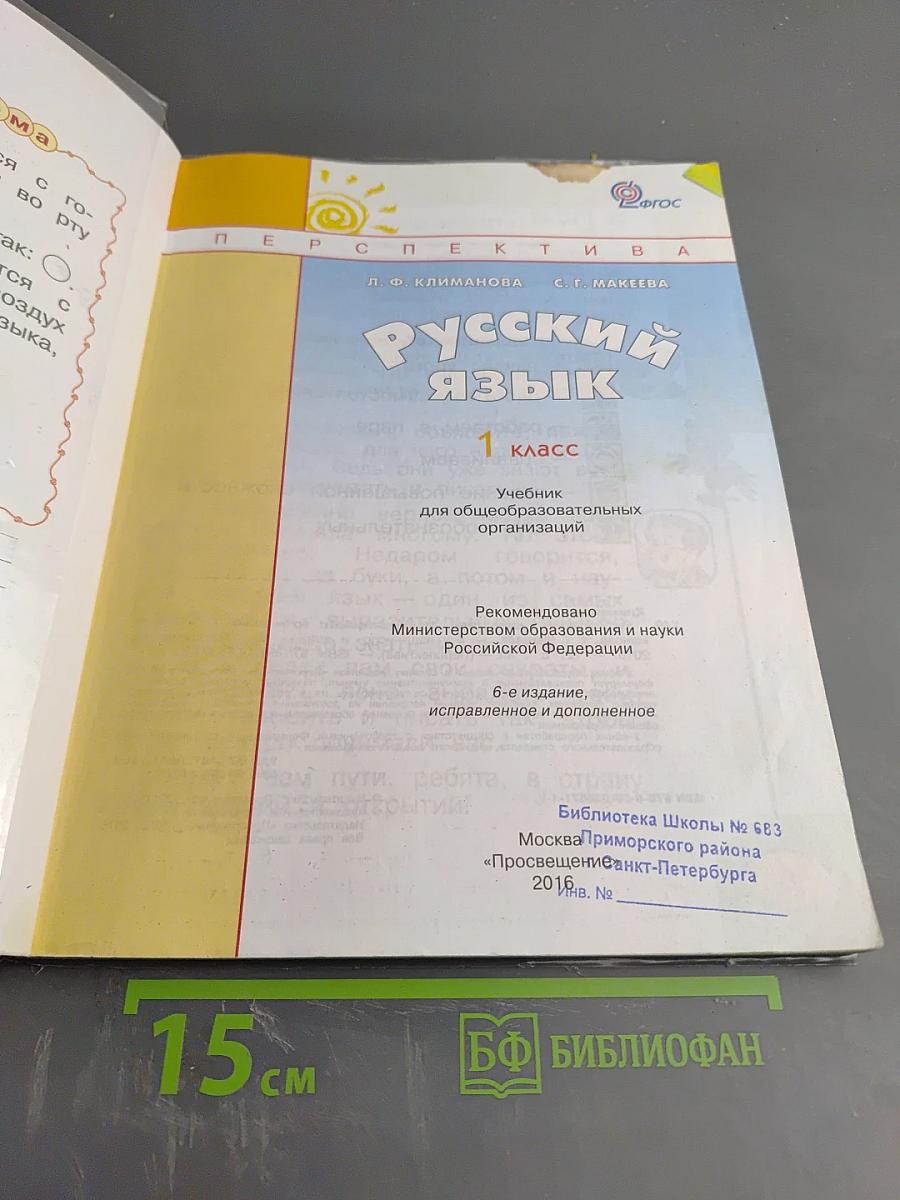 ома
ся с го-
во рту
так:
тся с
воздух
языка,
ФГОС
ПЕРСПЕКТИВА
Л. Ф. КЛИМАНОВА С. Г. МАКЕЕВА
Русский
язык
1 класс
Учебник
для общеобразовательных
организаций
Рекомендовано
Министерством образования и науки
Российской Федерации
6-е издание,
исправленное и дополненное
Москва
«Просвещение»
2016
Библиотека Школы № 683
Приморского района
Санкт-Петербурга
Инв. №
15 см
БФ БИБЛИОФАН